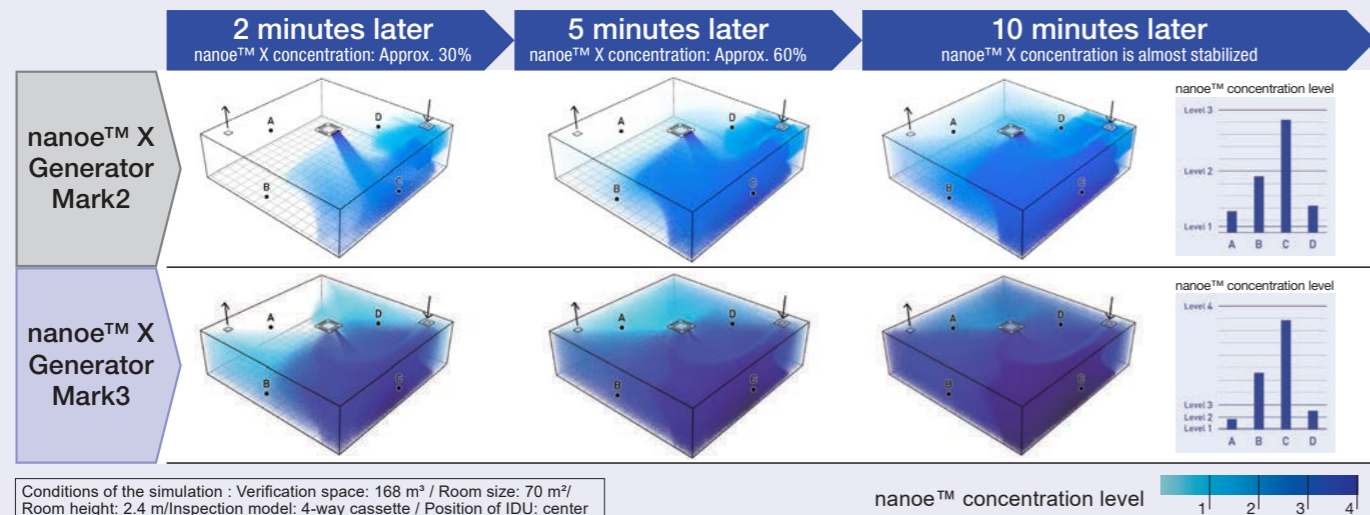 2 minutes later
nanoe™ X concentration: Approx. 30%
5 minutes later
nanoe™ X concentration: Approx. 60%
10 minutes later
nanoe™ X concentration is almost stabilized
nanoe™ X
Generator
Mark2
A
D
B
C
A
D
B
C
A
D
B
C
nanoe™ concentration level
Level 3
Level 2
Level 1
A B C D
nanoe™ X
Generator
Mark3
A
D
B
C
A
D
B
C
A
D
B
C
nanoe™ concentration level
Level 4
Level 3
Level 2
Level 1
A B C D
Conditions of the simulation : Verification space: 168 m³ / Room size: 70 m²/
Room height: 2.4 m/Inspection model: 4-way cassette / Position of IDU: center
nanoe™ concentration level
1 2 3 4